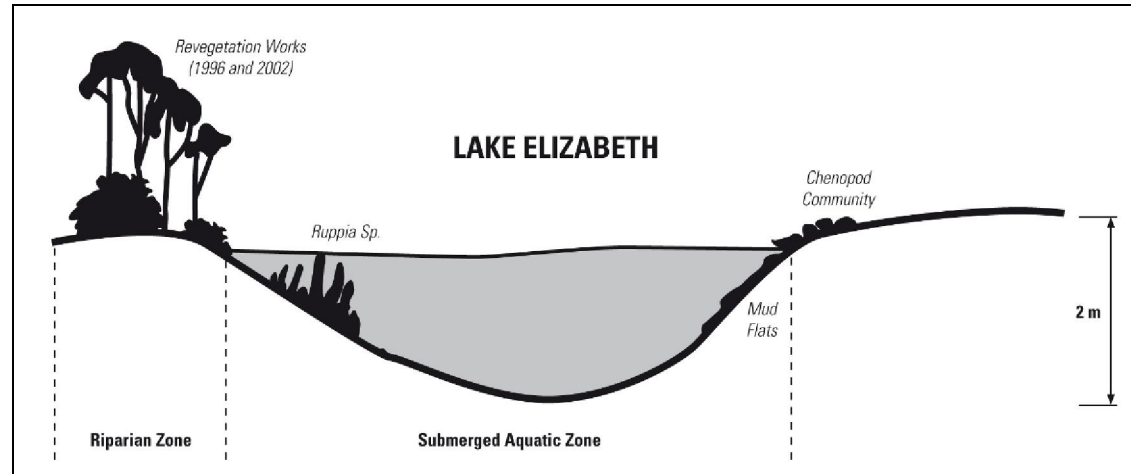 Revegetation Works
(1996 and 2002)
LAKE ELIZABETH
Chenopod
Community
Ruppia Sp.
Mud
Flats
2 m
Riparian Zone
Submerged Aquatic Zone